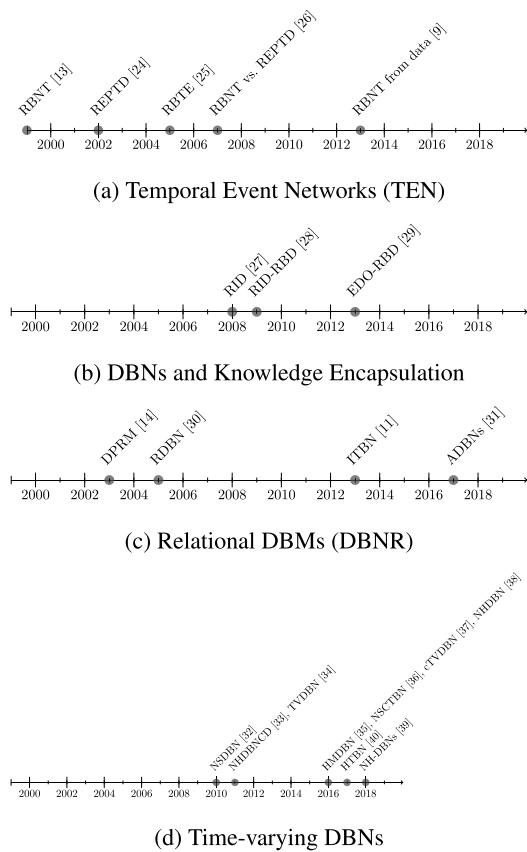 RBNT [13]
REPTD [24]
RBTE [25]
RBNT vs. REPTD [26]
RBNT from data [9]
2000 2002 2004 2006 2008 2010 2012 2014 2016 2018
(a) Temporal Event Networks (TEN)
RID [27]
RID-RBD [28]
EDO-RBD [29]
2000 2002 2004 2006 2008 2010 2012 2014 2016 2018
(b) DBNs and Knowledge Encapsulation
DPRM [14]
RDBN [30]
ITBN [11]
ADBNs [31]
2000 2002 2004 2006 2008 2010 2012 2014 2016 2018
(c) Relational DBMs (DBNR)
NSDBN [32]
NHDBNCD [33], TVDBN [34]
HMDBN [35], NSCTBN [36], cTVDBN [37], NHDBN [38]
HTBN [40]
NH-DBNs [39]
2000 2002 2004 2006 2008 2010 2012 2014 2016 2018
(d) Time-varying DBNs